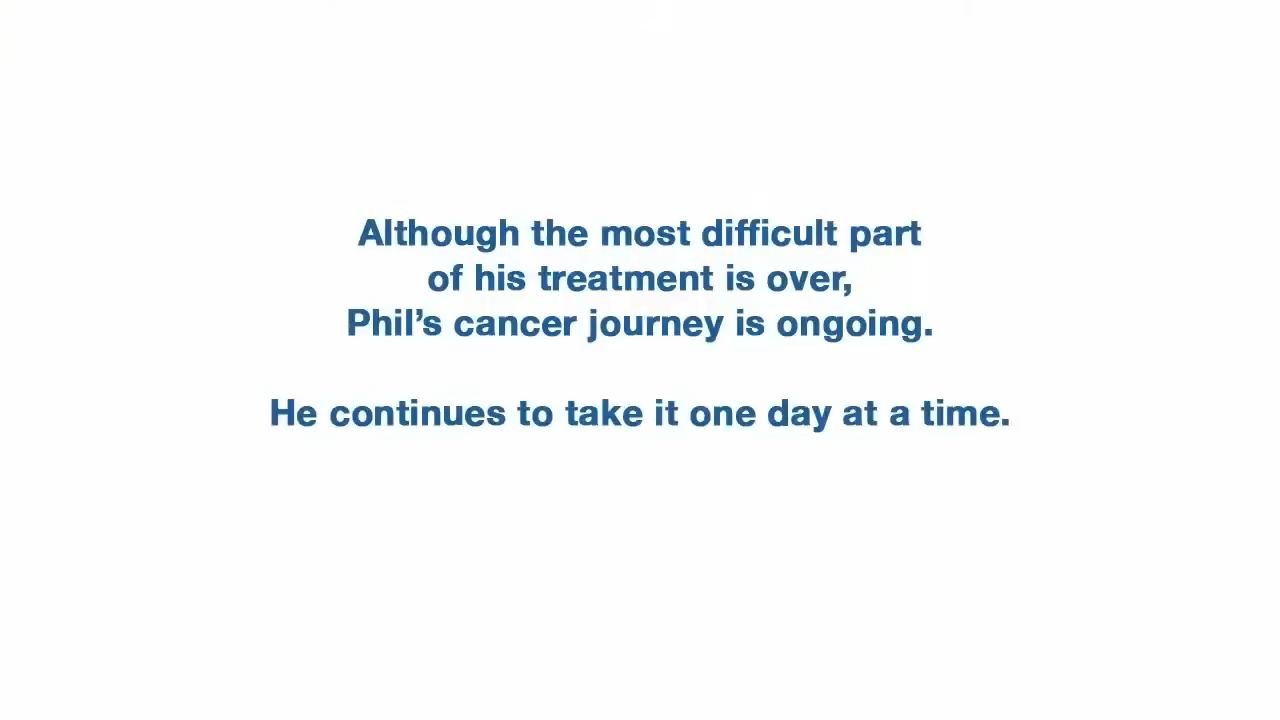 Although the most difficult part
of his treatment is over,
Phil’s cancer journey is ongoing.
He continues to take it one day at a time.